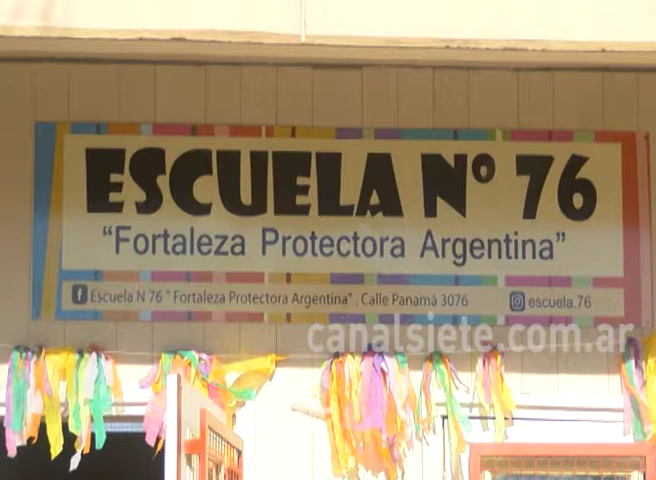 ESCUELA Nº 76
“Fortaleza Protectora Argentina”
Escuela N 76 " Fortaleza Protectora Argentina" . Calle Panamá 3076
escuela.76
canalsiete.com.ar